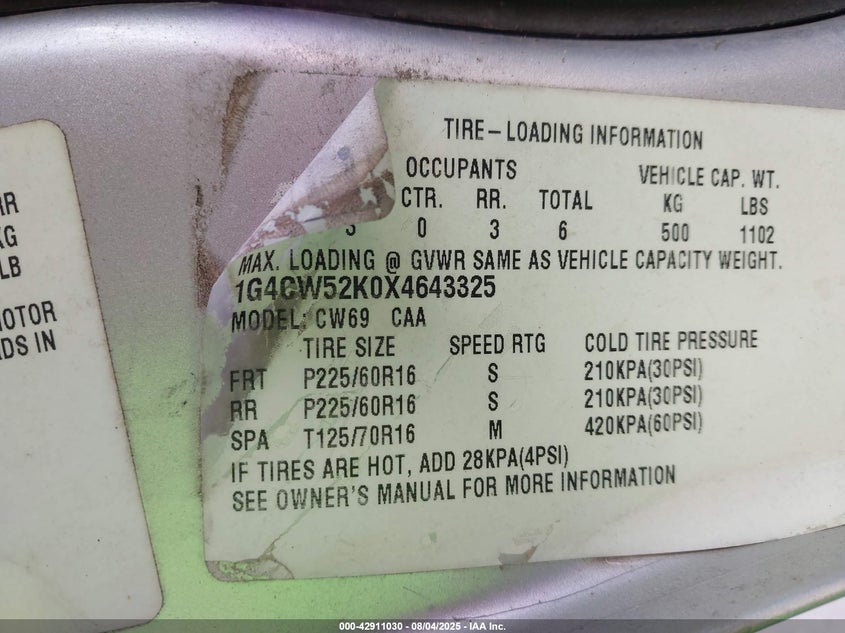 RR
KG
LB
MOTOR
DS IN
TIRE-LOADING INFORMATION
OCCUPANTS VEHICLE CAP. WT.
CTR. RR. TOTAL KG LBS
3 0 3 6 500 1102
MAX. LOADING @ GVWR SAME AS VEHICLE CAPACITY WEIGHT.
1G4CW52K0X4643325
MODEL: CW69 CAA
TIRE SIZE SPEED RTG COLD TIRE PRESSURE
FRT P225/60R16 S 210KPA(30PSI)
RR P225/60R16 S 210KPA(30PSI)
SPA T125/70R16 M 420KPA(60PSI)
IF TIRES ARE HOT, ADD 28KPA(4PSI)
SEE OWNER'S MANUAL FOR MORE INFORMATION
000-42911030 - 08/04/2025 - IAA Inc.